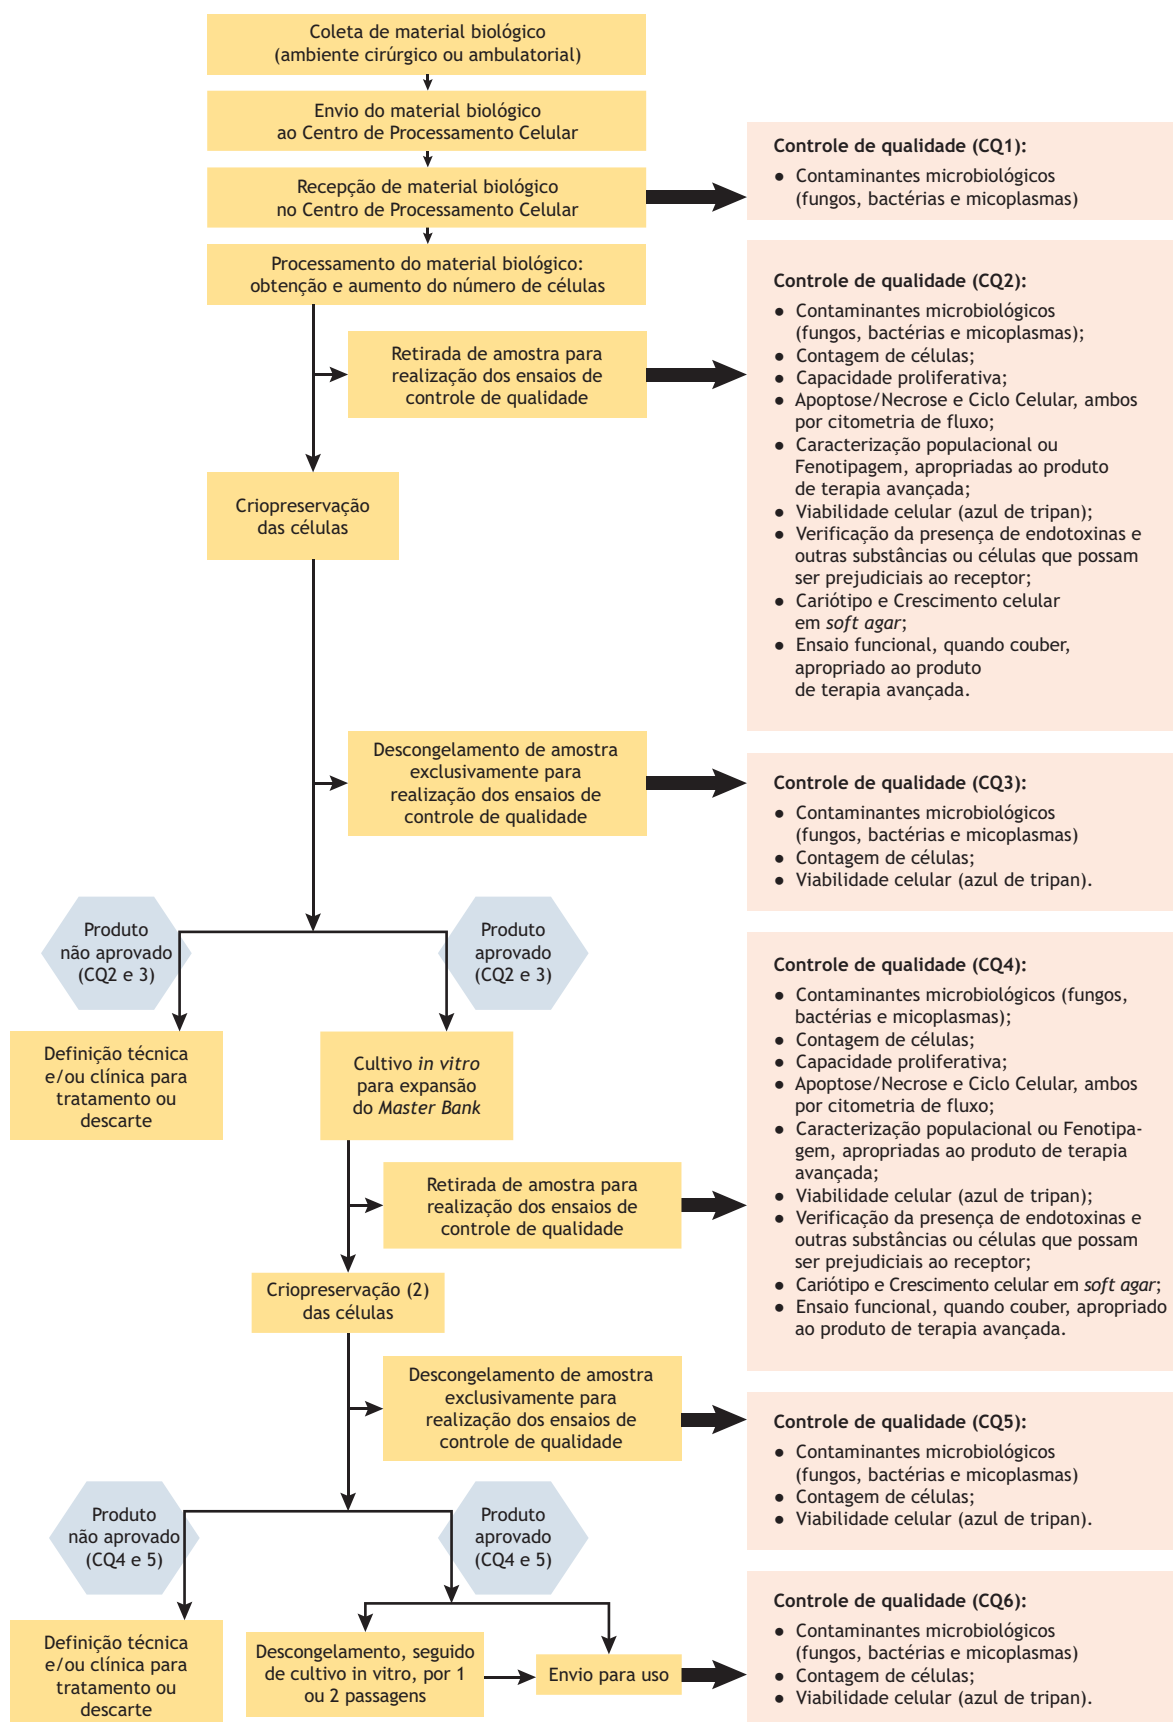 Coleta de material biológico
(ambiente cirúrgico ou ambulatorial)
Envio do material biológico
ao Centro de Processamento Celular
Recepção de material biológico
no Centro de Processamento Celular
Controle de qualidade (CQ1):
● Contaminantes microbiológicos
(fungos, bactérias e micoplasmas)
Processamento do material biológico:
obtenção e aumento do número de células
Retirada de amostra para
realização dos ensaios de
controle de qualidade
Controle de qualidade (CQ2):
● Contaminantes microbiológicos
(fungos, bactérias e micoplasmas);
● Contagem de células;
● Capacidade proliferativa;
● Apoptose/Necrose e Ciclo Celular, ambos
por citometria de fluxo;
● Caracterização populacional ou
Fenotipagem, apropriadas ao produto
de terapia avançada;
● Viabilidade celular (azul de tripan);
● Verificação da presença de endotoxinas e
outras substâncias ou células que possam
ser prejudiciais ao receptor;
● Cariótipo e Crescimento celular
em soft agar;
● Ensaio funcional, quando couber,
apropriado ao produto
de terapia avançada.
Criopreservação
das células
Descongelamento de amostra
exclusivamente para
realização dos ensaios de
controle de qualidade
Controle de qualidade (CQ3):
● Contaminantes microbiológicos
(fungos, bactérias e micoplasmas)
● Contagem de células;
● Viabilidade celular (azul de tripan).
Produto
não aprovado
(CQ2 e 3)
Produto
aprovado
(CQ2 e 3)
Definição técnica
e/ou clínica para
tratamento ou
descarte
Cultivo in vitro
para expansão
do Master Bank
Retirada de amostra para
realização dos ensaios de
controle de qualidade
Controle de qualidade (CQ4):
● Contaminantes microbiológicos (fungos,
bactérias e micoplasmas);
● Contagem de células;
● Capacidade proliferativa;
● Apoptose/Necrose e Ciclo Celular, ambos
por citometria de fluxo;
● Caracterização populacional ou Fenotipa-
gem, apropriadas ao produto de terapia
avançada;
● Viabilidade celular (azul de tripan);
● Verificação da presença de endotoxinas e
outras substâncias ou células que possam
ser prejudiciais ao receptor;
● Cariótipo e Crescimento celular em soft agar;
● Ensaio funcional, quando couber, apropriado
ao produto de terapia avançada.
Criopreservação (2)
das células
Descongelamento de amostra
exclusivamente para
realização dos ensaios de
controle de qualidade
Controle de qualidade (CQ5):
● Contaminantes microbiológicos
(fungos, bactérias e micoplasmas)
● Contagem de células;
● Viabilidade celular (azul de tripan).
Produto
não aprovado
(CQ4 e 5)
Produto
aprovado
(CQ4 e 5)
Definição técnica
e/ou clínica para
tratamento ou
descarte
Descongelamento, seguido
de cultivo in vitro, por 1
ou 2 passagens
Envio para uso
Controle de qualidade (CQ6):
● Contaminantes microbiológicos
(fungos, bactérias e micoplasmas)
● Contagem de células;
● Viabilidade celular (azul de tripan).